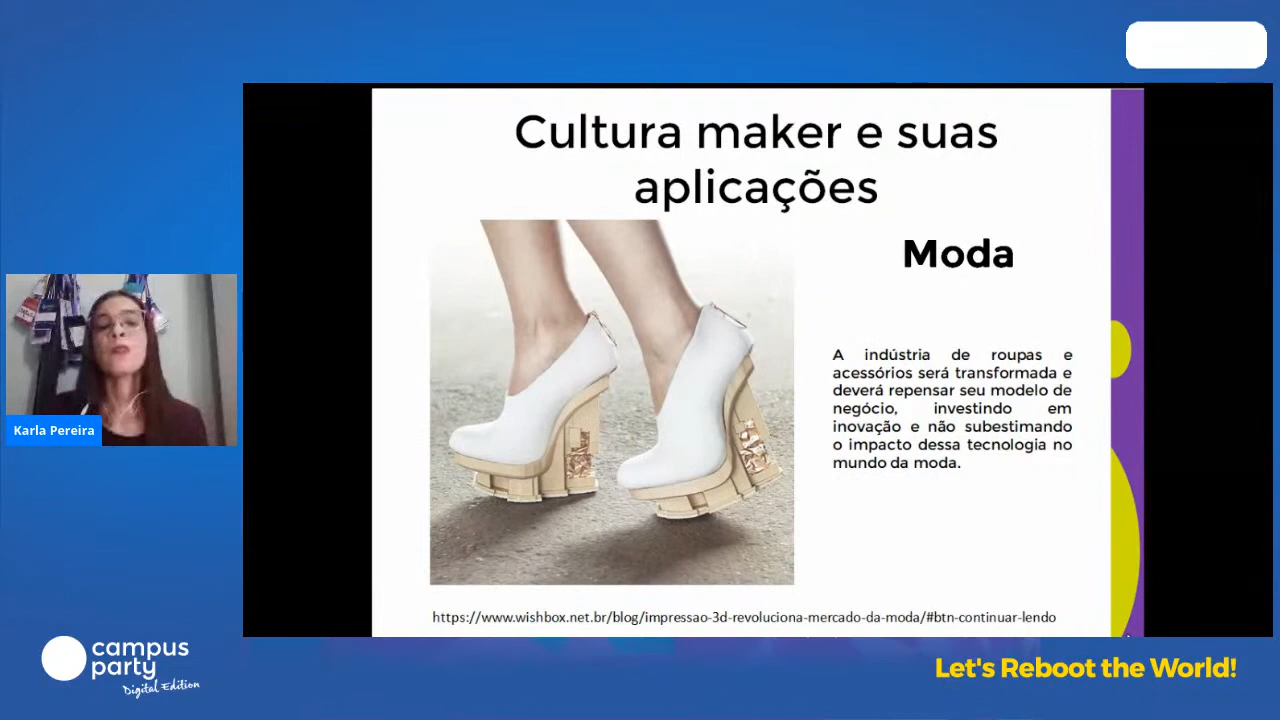 Cultura maker e suas
aplicações
Moda
A indústria de roupas e
acessórios será transformada e
deverá repensar seu modelo de
negócio, investindo em
inovação e não subestimando
o impacto dessa tecnologia no
mundo da moda.
https://www.wishbox.net.br/blog/impressao-3d-revoluciona-mercado-da-moda/#btn-continuar-lendo
Karla Pereira
campus
party
Digital Edition
Let's Reboot the World!